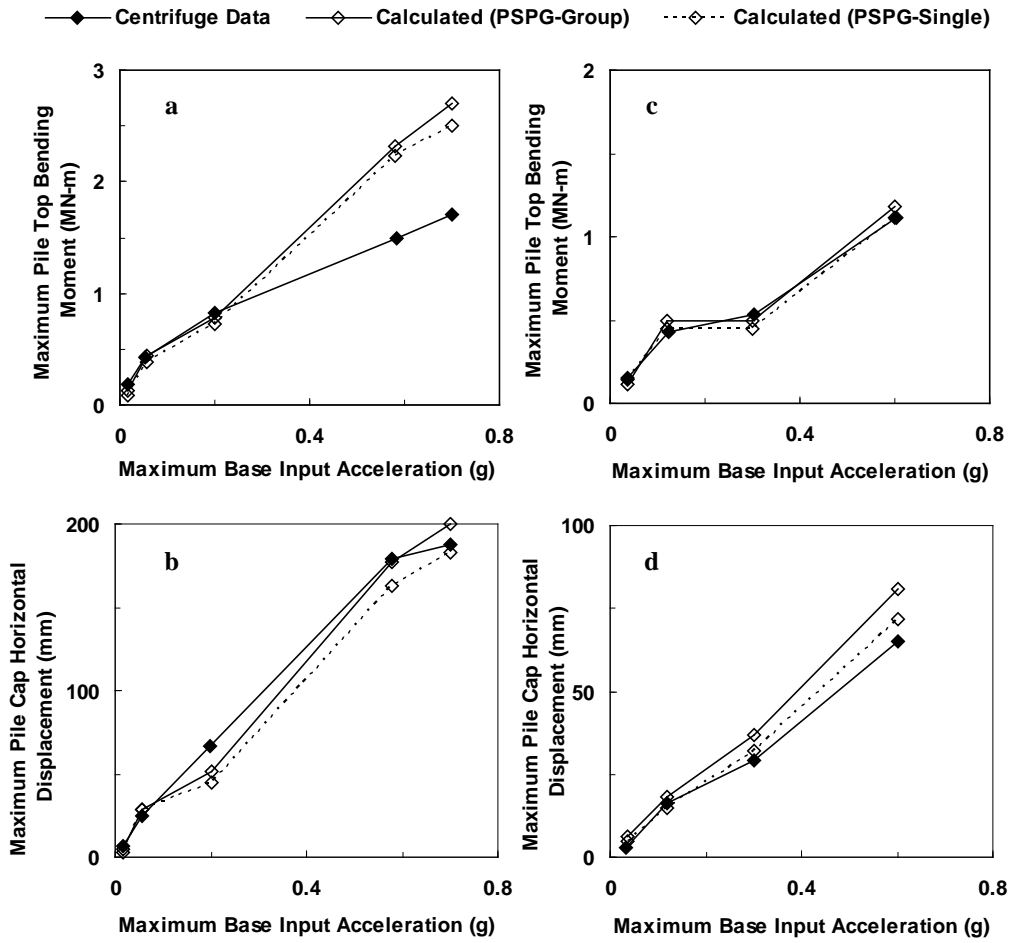 Centrifuge Data
Calculated (PSPG-Group)
Calculated (PSPG-Single)
a
3
2
1
0
0
0.4
0.8
Maximum Pile Top Bending
Moment (MN-m)
Maximum Base Input Acceleration (g)
c
2
1
0
0
0.4
0.8
Maximum Pile Top Bending
Moment (MN-m)
Maximum Base Input Acceleration (g)
b
200
100
0
0
0.4
0.8
Maximum Pile Cap Horizontal
Displacement (mm)
Maximum Base Input Acceleration (g)
d
100
50
0
0
0.4
0.8
Maximum Pile Cap Horizontal
Displacement (mm)
Maximum Base Input Acceleration (g)